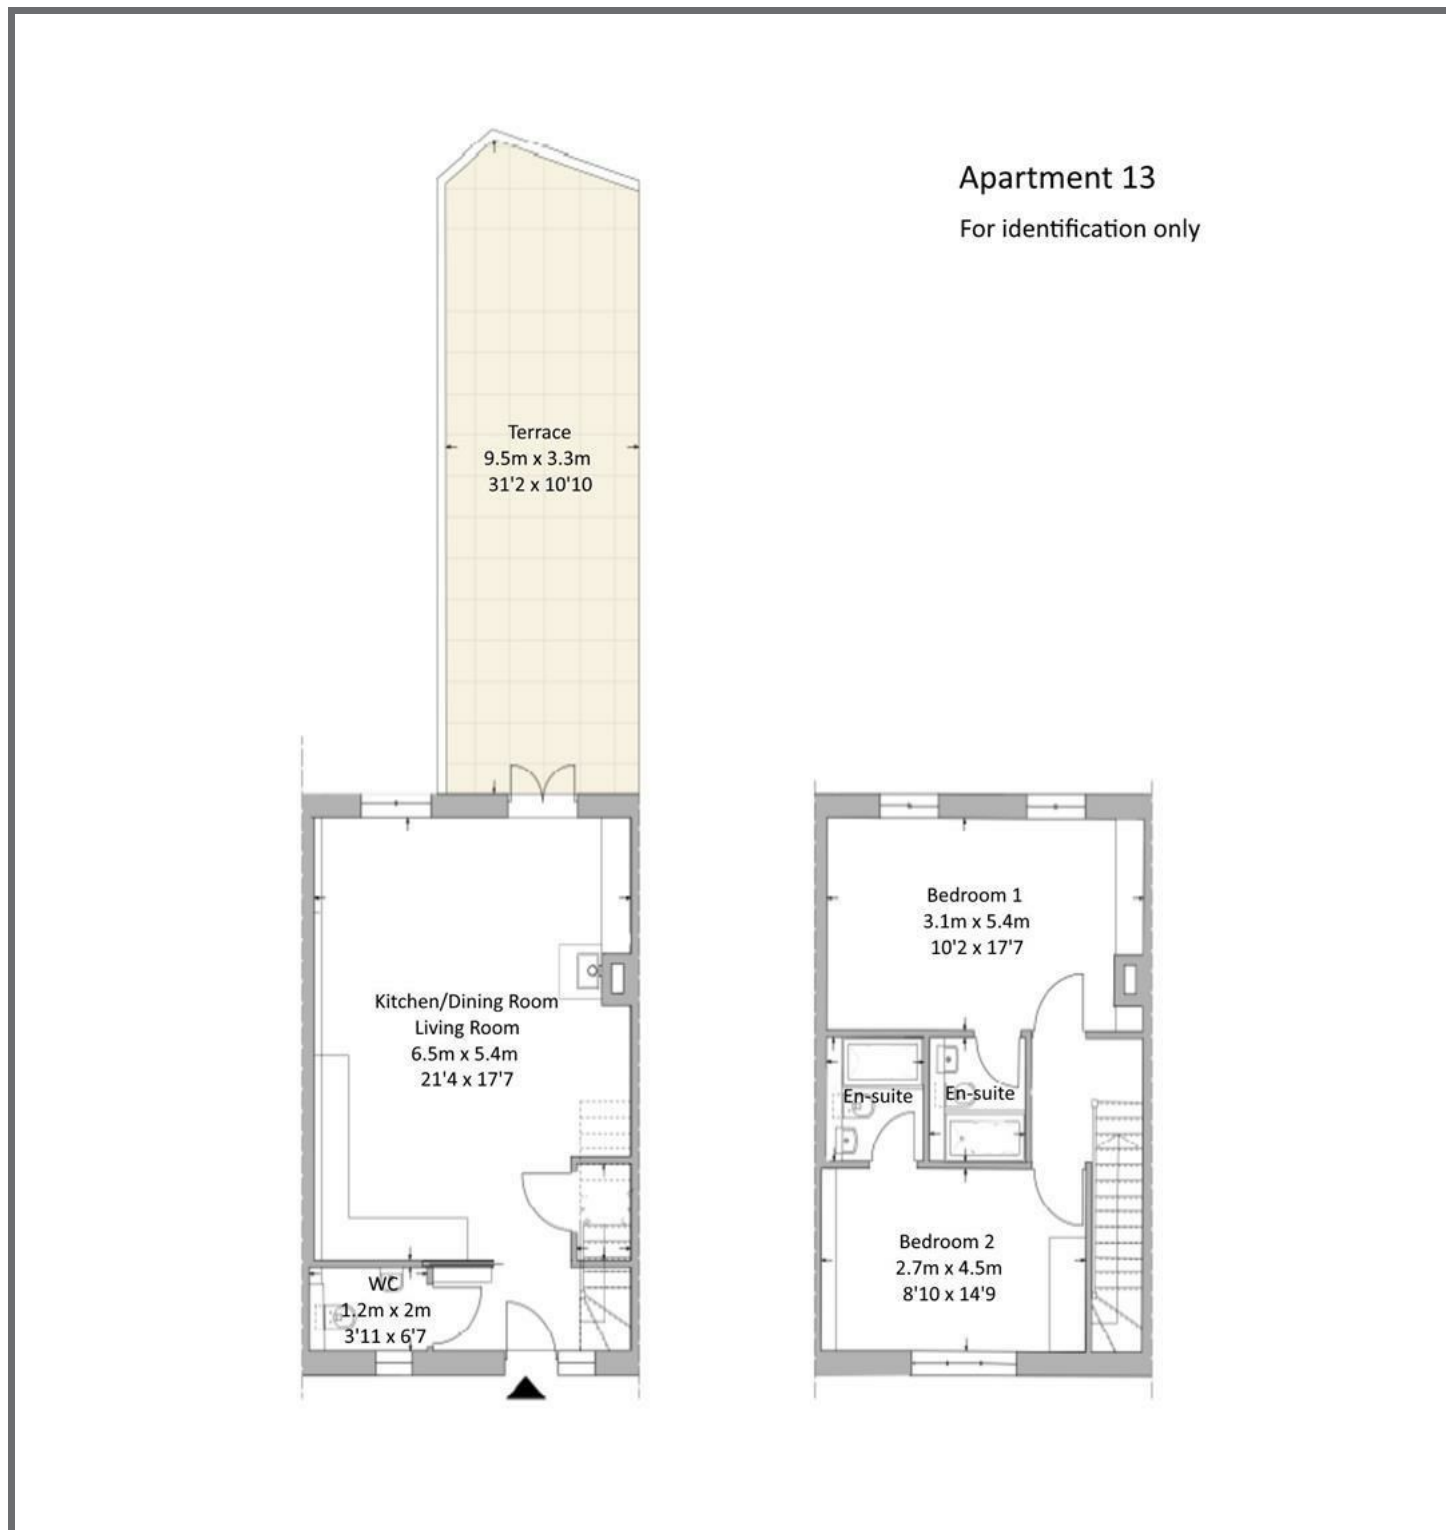 Apartment 13
For identification only
Terrace
9.5m x 3.3m
31'2 x 10'10
Kitchen/Dining Room
Living Room
6.5m x 5.4m
21'4 x 17'7
WC
1.2m x 2m
3'11 x 6'7
Bedroom 1
3.1m x 5.4m
10'2 x 17'7
En-suite
En-suite
Bedroom 2
2.7m x 4.5m
8'10 x 14'9